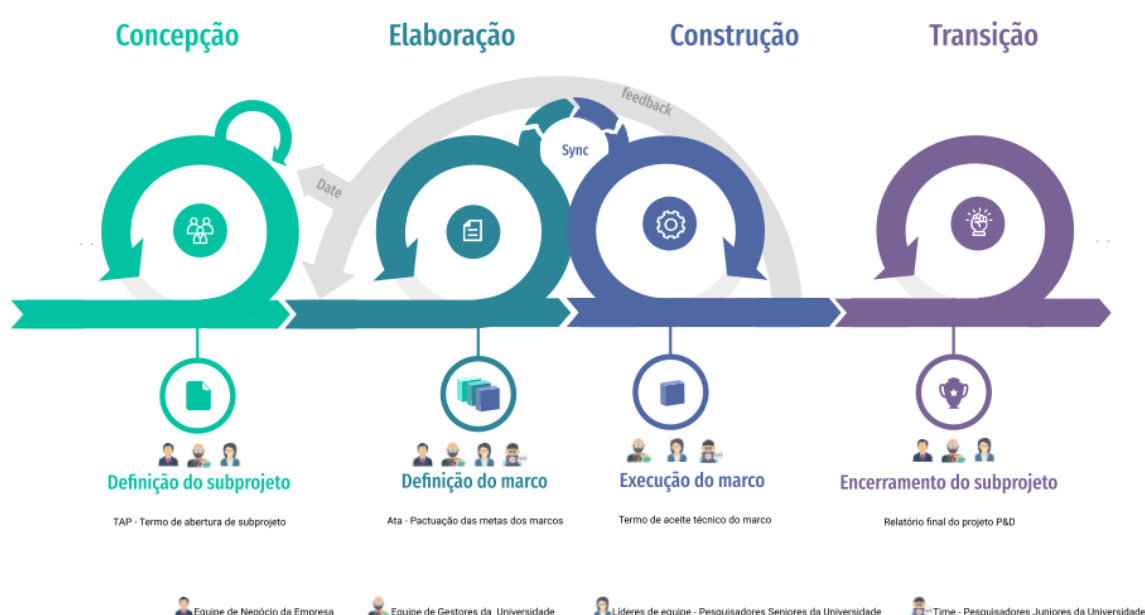 Concepção
Elaboração
Construção
Transição
feedback
Sync
Date
Definição do subprojeto
Definição do marco
Execução do marco
Encerramento do subprojeto
TAP - Termo de abertura de subprojeto
Ata - Pactuação das metas dos marcos
Termo de aceite técnico do marco
Relatório final do projeto P&D
Equipe de Negócio da Empresa
Equipe de Gestores da Universidade
Líderes de equipe - Pesquisadores Seniores da Universidade
Time - Pesquisadores Juniores da Universidade